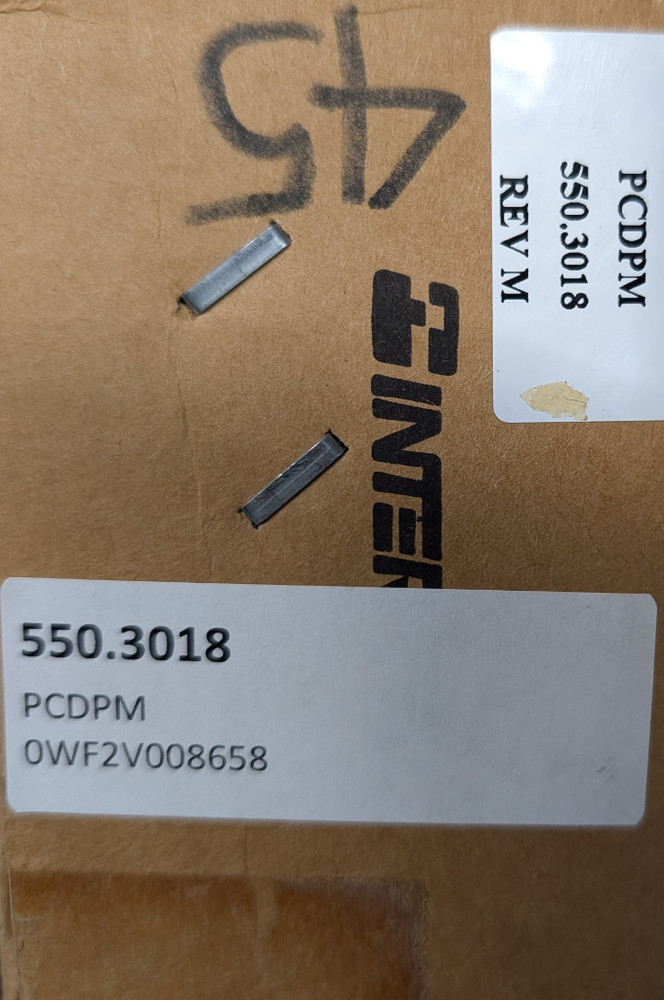 45
PCDPM
550.3018
REV M
INTER
550.3018
PCDPM
0WF2V008658